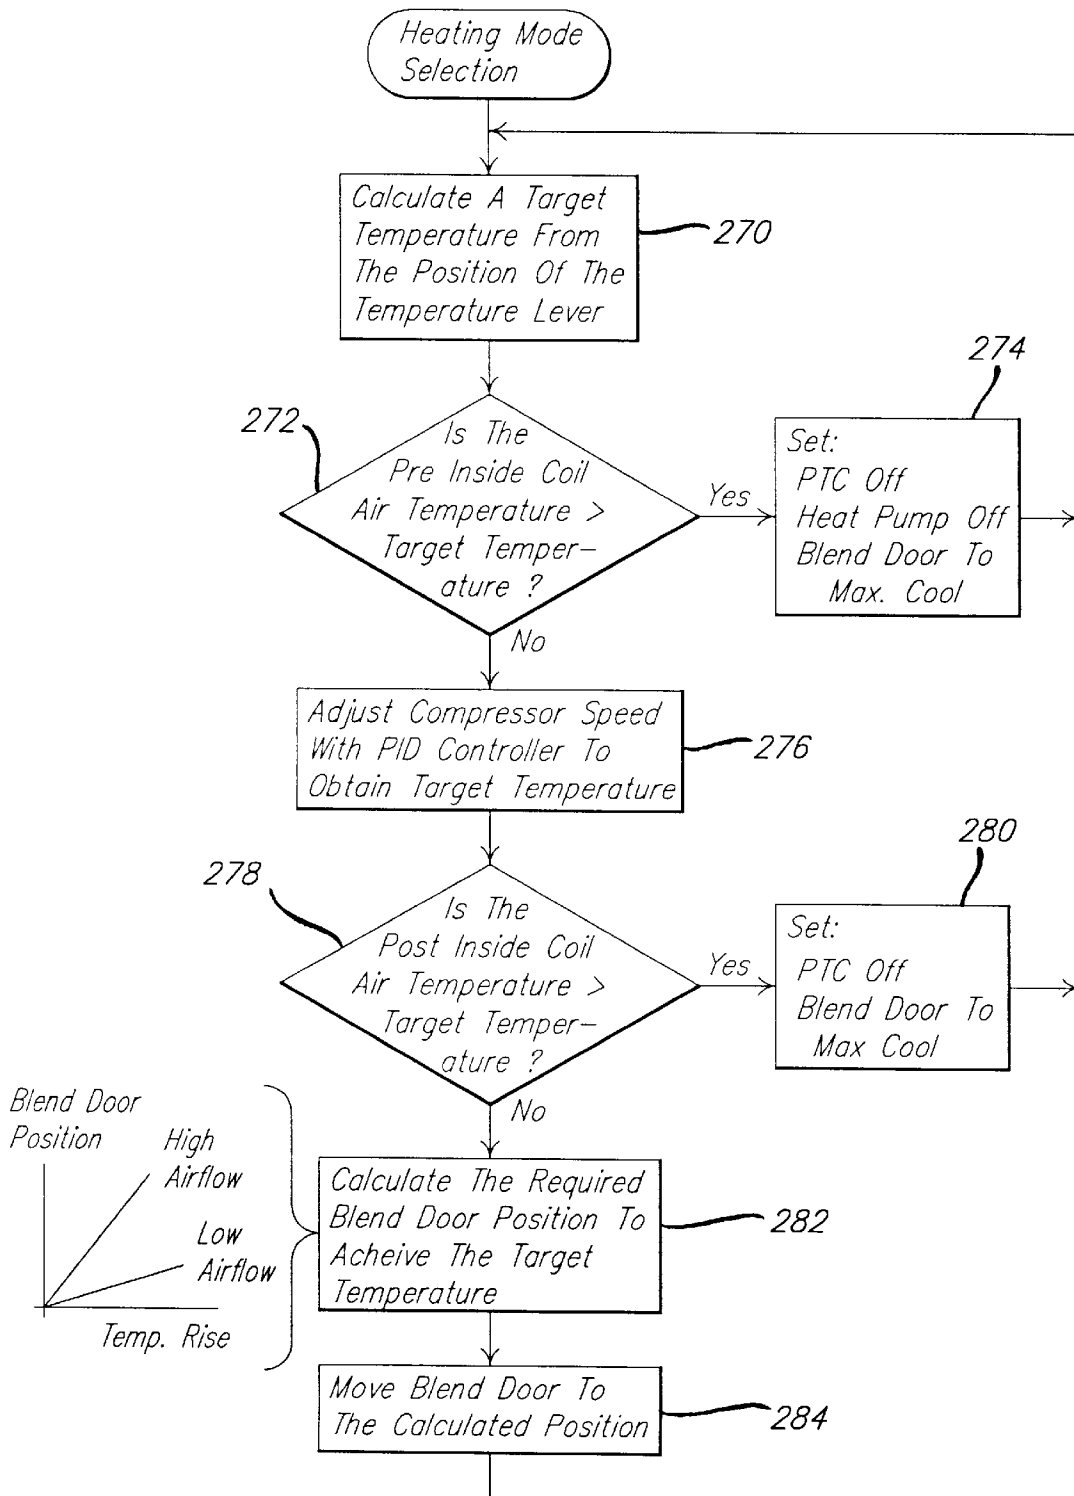 Heating Mode
Selection
Calculate A Target
Temperature From
The Position Of The
Temperature Lever
270
272
Is The
Pre Inside Coil
Air Temperature >
Target Temper-
ature ?
Yes
274
Set:
PTC Off
Heat Pump Off
Blend Door To
Max. Cool
No
Adjust Compressor Speed
With PID Controller To
Obtain Target Temperature
276
278
Is The
Post Inside Coil
Air Temperature >
Target Temper-
ature ?
Yes
280
Set:
PTC Off
Blend Door To
Max Cool
No
Blend Door
Position
High
Airflow
Low
Airflow
Temp. Rise
Calculate The Required
Blend Door Position To
Acheive The Target
Temperature
282
Move Blend Door To
The Calculated Position
284